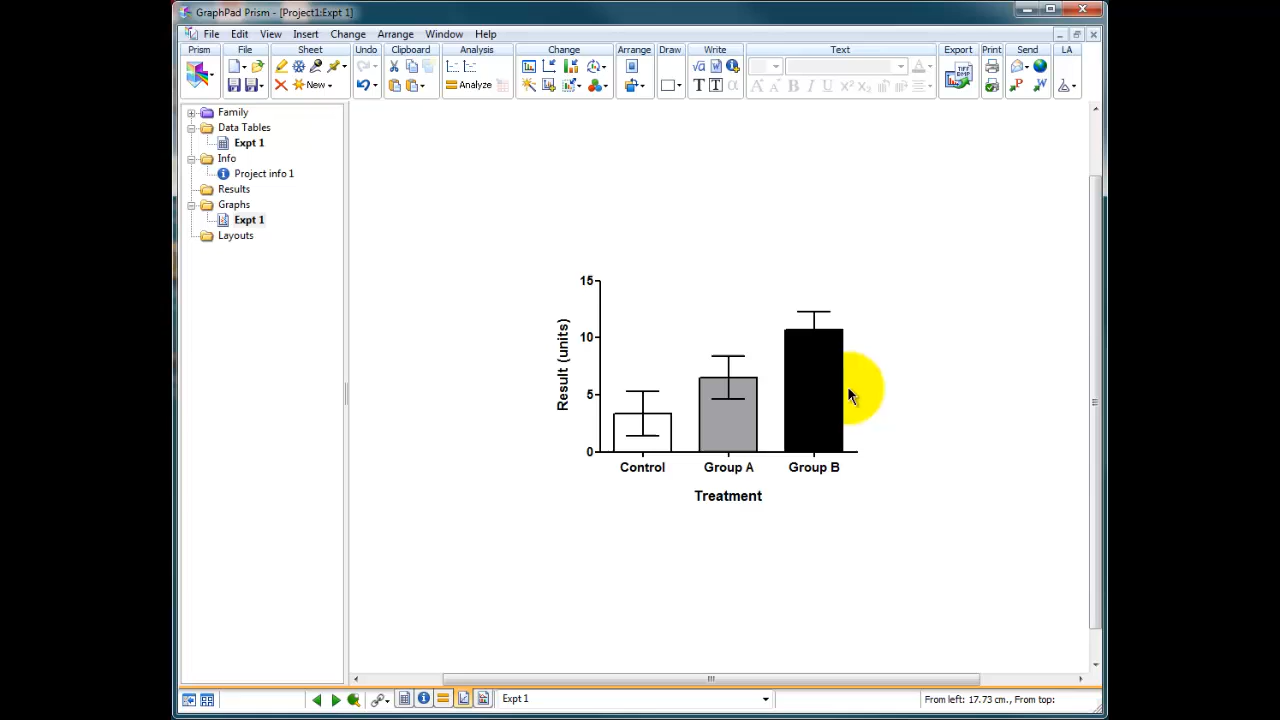 GraphPad Prism - [Project1:Expt 1]
File Edit View Insert Change Arrange Window Help
Prism File Sheet Undo Clipboard Analysis Change Arrange Draw Write Text Export Print Send LA
New
Analyze
Family
Data Tables
Expt 1
Info
Project info 1
Results
Graphs
Expt 1
Layouts
15
10
5
0
Result (units)
Control Group A Group B
Treatment
Expt 1
From left: 17.73 cm., From top: